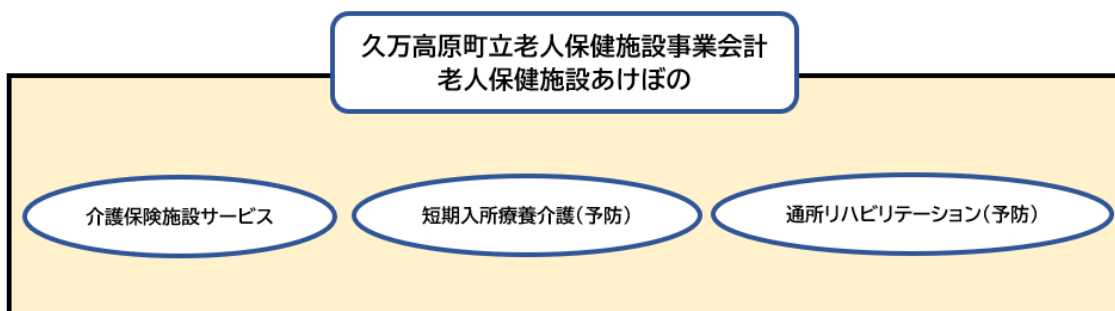 久万高原町立老人保健施設事業会計
老人保健施設あけぼの
介護保険施設サービス
短期入所療養介護（予防）
通所リハビリテーション（予防）